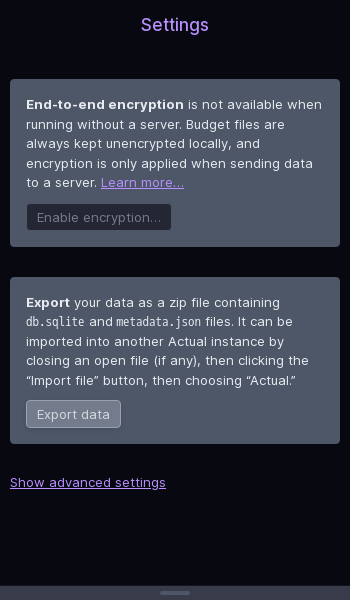 Settings
End-to-end encryption is not available when
running without a server. Budget files are
always kept unencrypted locally, and
encryption is only applied when sending data
to a server. Learn more…
Enable encryption…
Export your data as a zip file containing
db.sqlite and metadata.json files. It can be
imported into another Actual instance by
closing an open file (if any), then clicking the
“Import file” button, then choosing “Actual.”
Export data
Show advanced settings